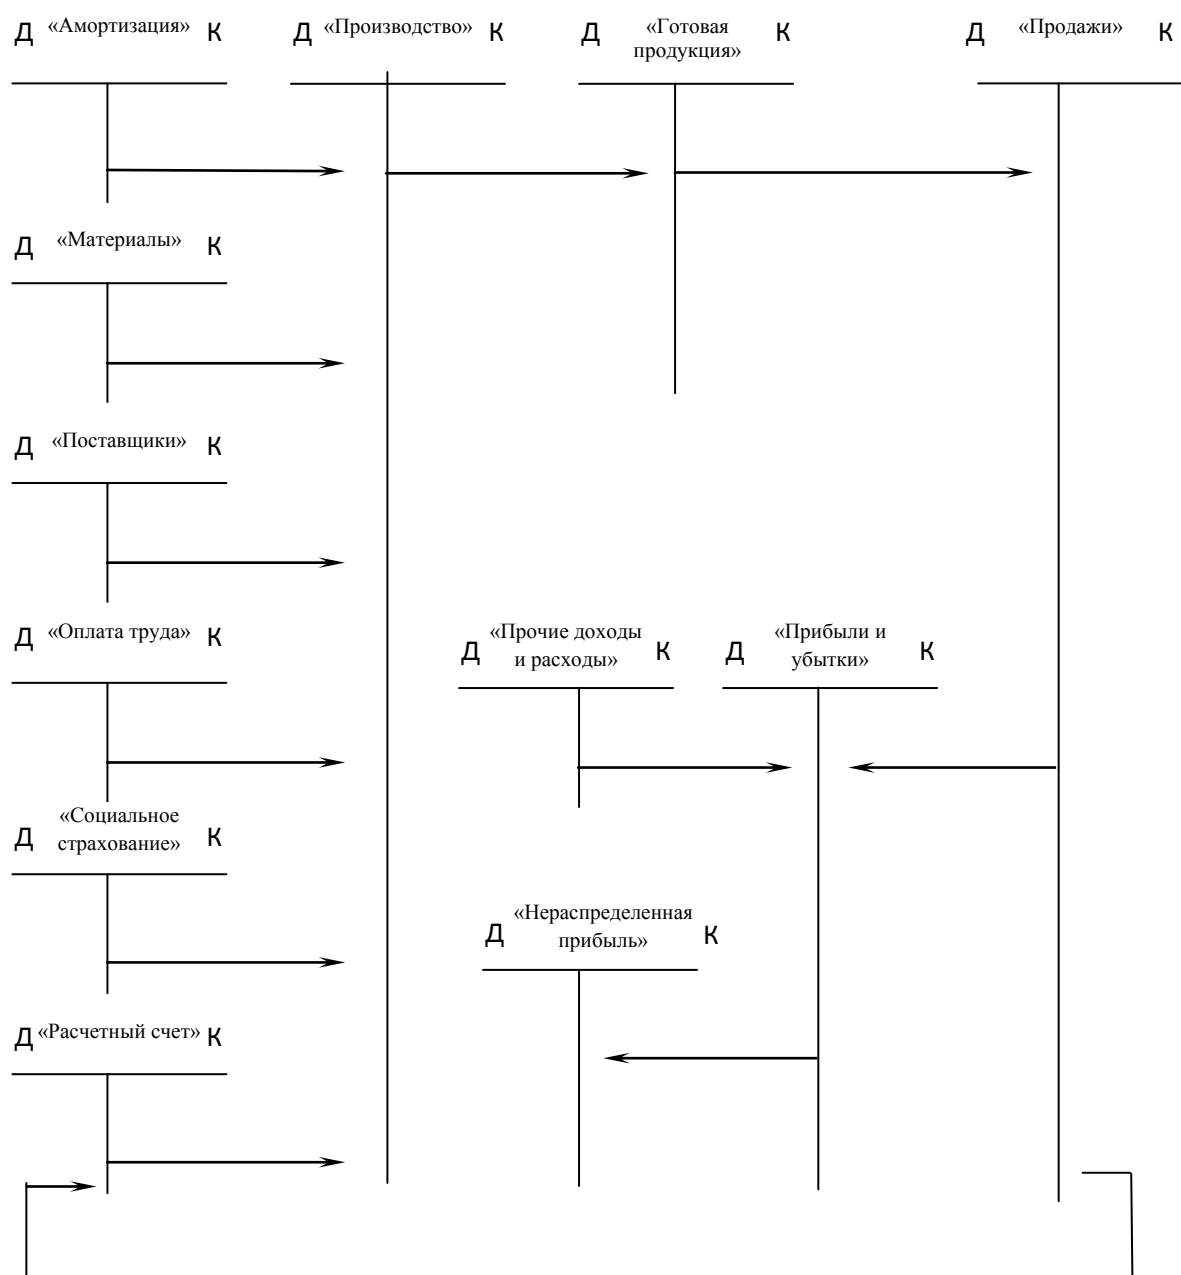 Д «Амортизация» К
Д «Производство» К
Д «Готовая
продукция» К
Д «Продажи» К
Д «Материалы» К
Д «Поставщики» К
Д «Оплата труда» К
Д «Прочие доходы
и расходы» К
Д «Прибыли и
убытки» К
Д «Социальное
страхование» К
Д «Нераспределенная
прибыль» К
Д «Расчетный счет» К